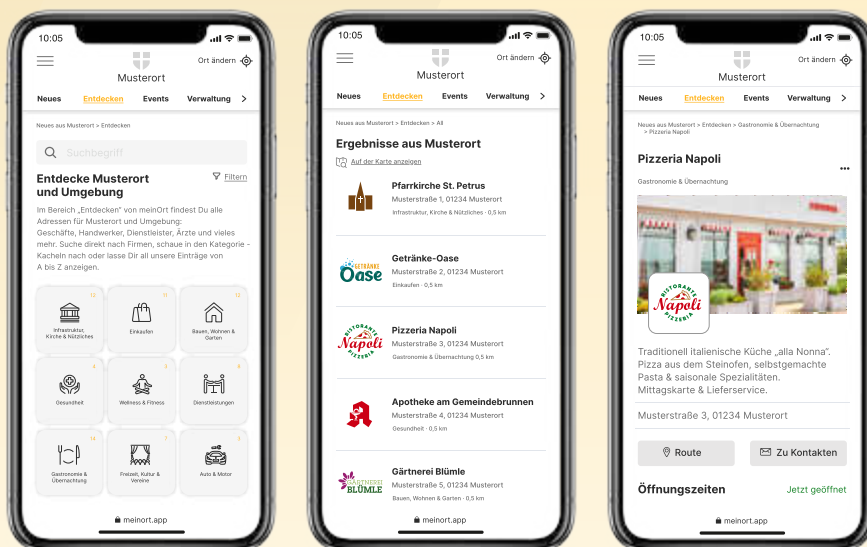 10:05
Ort ändern
Musterort
Neues Entdecken Events Verwaltung >
Neues aus Musterort > Entdecken
Suchbegriff
Entdecke Musterort
und Umgebung
Filtern
Im Bereich „Entdecken" von meinOrt findest Du alle
Adressen für Musterort und Umgebung:
Geschäfte, Handwerker, Dienstleister, Ärzte und vieles
mehr. Suche direkt nach Firmen, schaue in den Kategorie -
Kacheln nach oder lasse Dir all unsere Einträge von
A bis Z anzeigen.
Infrastruktur,
Kirche & Nützliches
11
Einkaufen
Bauen, Wohnen &
Garten
Gesundheit
Wellness & Fitness
Dienstleistungen
14
Gastronomie &
Übernachtung
Freizeit, Kultur &
Vereine
Auto & Motor
meinort.app
10:05
Ort ändern
Musterort
Neues Entdecken Events Verwaltung >
Neues aus Musterort > Entdecken > All
Ergebnisse aus Musterort
Auf der Karte anzeigen
Pfarrkirche St. Petrus
Musterstraße 1, 01234 Musterort
Infrastruktur, Kirche & Nützliches · 0,5 km
GETRÄNKE
Oase
Getränke-Oase
Musterstraße 2, 01234 Musterort
Einkaufen · 0,5 km
RISTORANTE
Napoli
PIZZERIA
Pizzeria Napoli
Musterstraße 3, 01234 Musterort
Gastronomie & Übernachtung 0,5 km
Apotheke am Gemeindebrunnen
Musterstraße 4, 01234 Musterort
Gesundheit · 0,5 km
GÄRTNEREI
BLÜMLE
Gärtnerei Blümle
Musterstraße 5, 01234 Musterort
Bauen, Wohnen & Garten · 0,5 km
meinort.app
10:05
Ort ändern
Musterort
Neues Entdecken Events Verwaltung >
Neues aus Musterort > Entdecken > Gastronomie & Übernachtung
> Pizzeria Napoli
Pizzeria Napoli
Gastronomie & Übernachtung
RISTORANTE
Napoli
PIZZERIA
Traditionell italienische Küche „alla Nonna".
Pizza aus dem Steinofen, selbstgemachte
Pasta & saisonale Spezialitäten.
Mittagskarte & Lieferservice.
Musterstraße 3, 01234 Musterort
Route
Zu Kontakten
Öffnungszeiten
Jetzt geöffnet
meinort.app